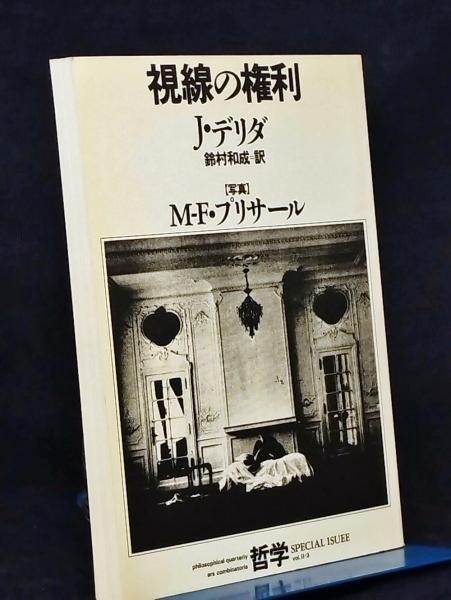 視線の権利
J・デリダ
鈴村和成=訳
[写真]
M-F・プリサール
philosophical quarterly
ars combinatoria
哲学
SPECIAL ISUEE
vol.II-3